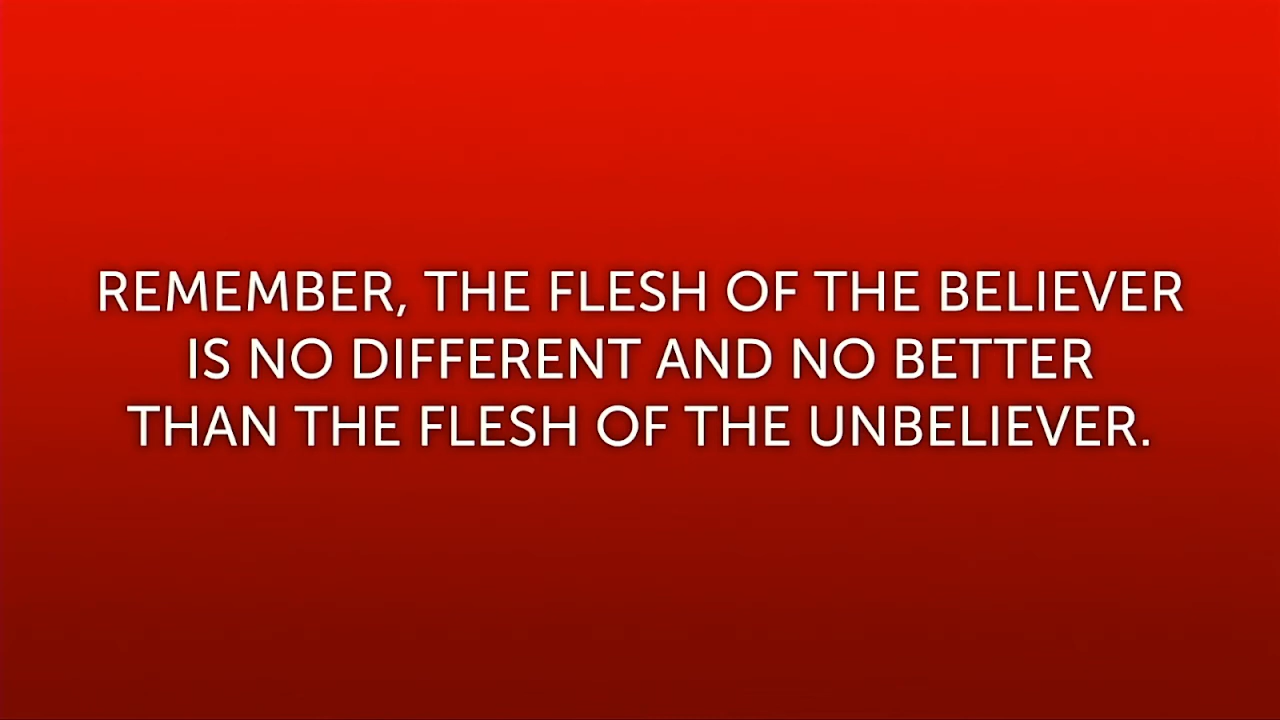 REMEMBER, THE FLESH OF THE BELIEVER
IS NO DIFFERENT AND NO BETTER
THAN THE FLESH OF THE UNBELIEVER.